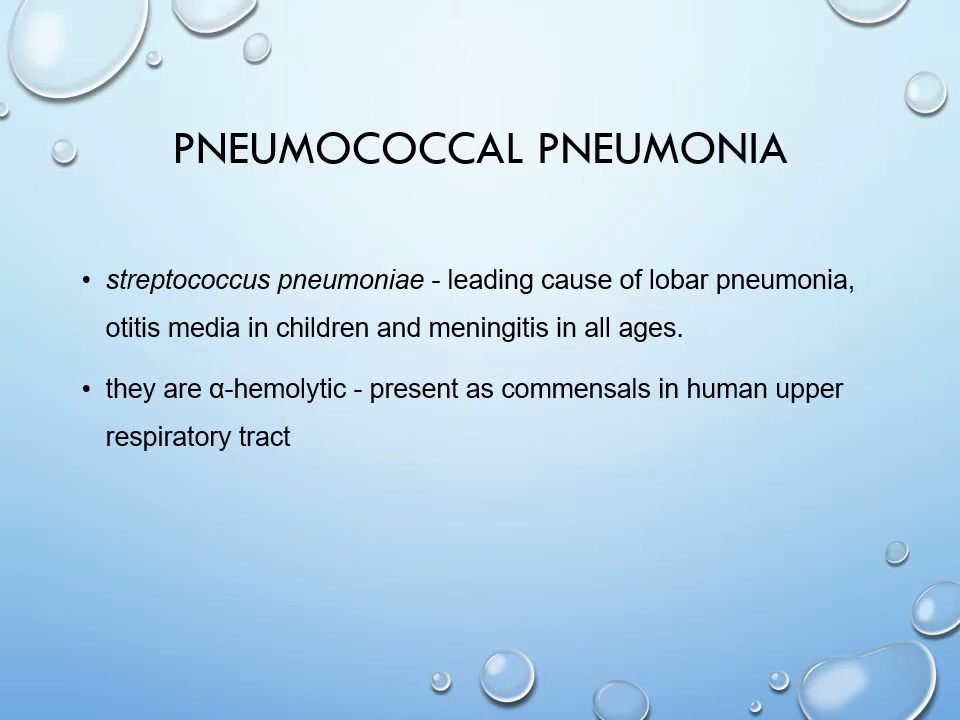 PNEUMOCOCCAL PNEUMONIA
• streptococcus pneumoniae - leading cause of lobar pneumonia,
otitis media in children and meningitis in all ages.
• they are α-hemolytic - present as commensals in human upper
respiratory tract